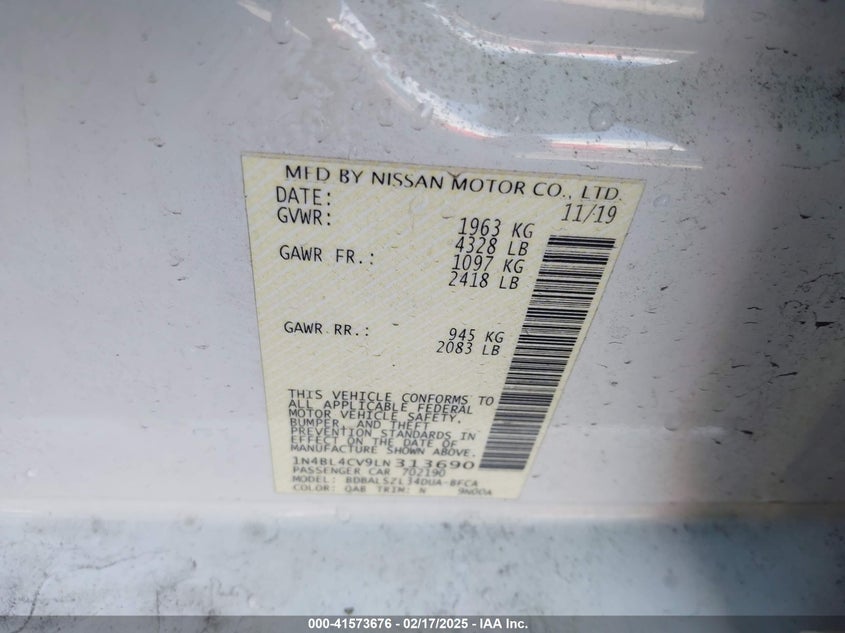 MFD BY NISSAN MOTOR CO., LTD.
DATE: 11/19
GVWR: 1963 KG
4328 LB
GAWR FR.: 1097 KG
2418 LB
GAWR RR.: 945 KG
2083 LB
THIS VEHICLE CONFORMS TO
ALL APPLICABLE FEDERAL
MOTOR VEHICLE SAFETY,
BUMPER, AND THEFT
PREVENTION STANDARDS IN
EFFECT ON THE DATE OF
MANUFACTURE SHOWN ABOVE.
1N4BL4CV9LN313690
PASSENGER CAR 702190
MODEL: BDBALSZL34DUA-BFCA
COLOR: QAB TRIM: N 9N00A
000-41573676 - 02/17/2025 - IAA Inc.